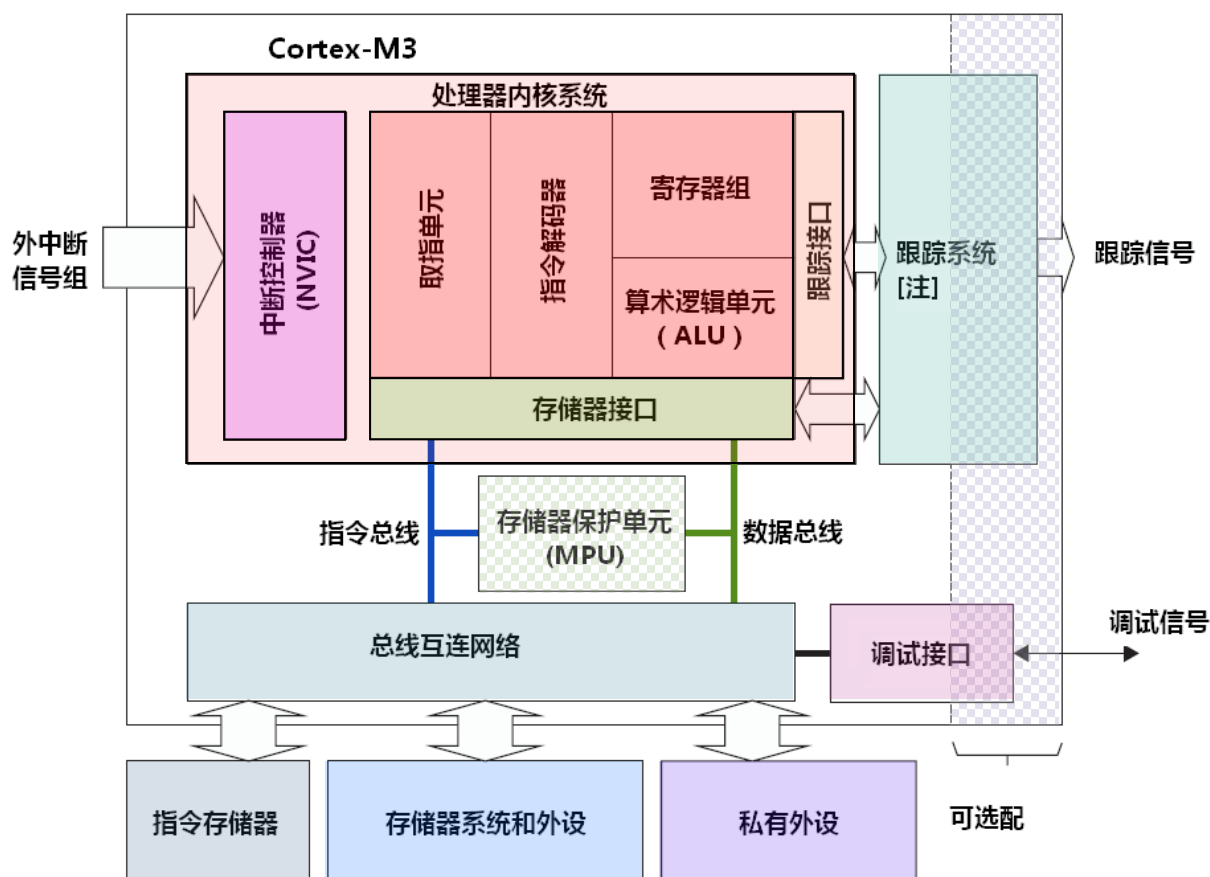 Cortex-M3
处理器内核系统
外中断
信号组
中断控制器
(NVIC)
取指单元
指令解码器
寄存器组
算术逻辑单元
( ALU )
跟踪接口
跟踪系统
[注]
跟踪信号
存储器接口
指令总线
存储器保护单元
(MPU)
数据总线
总线互连网络
调试接口
调试信号
指令存储器
存储器系统和外设
私有外设
可选配